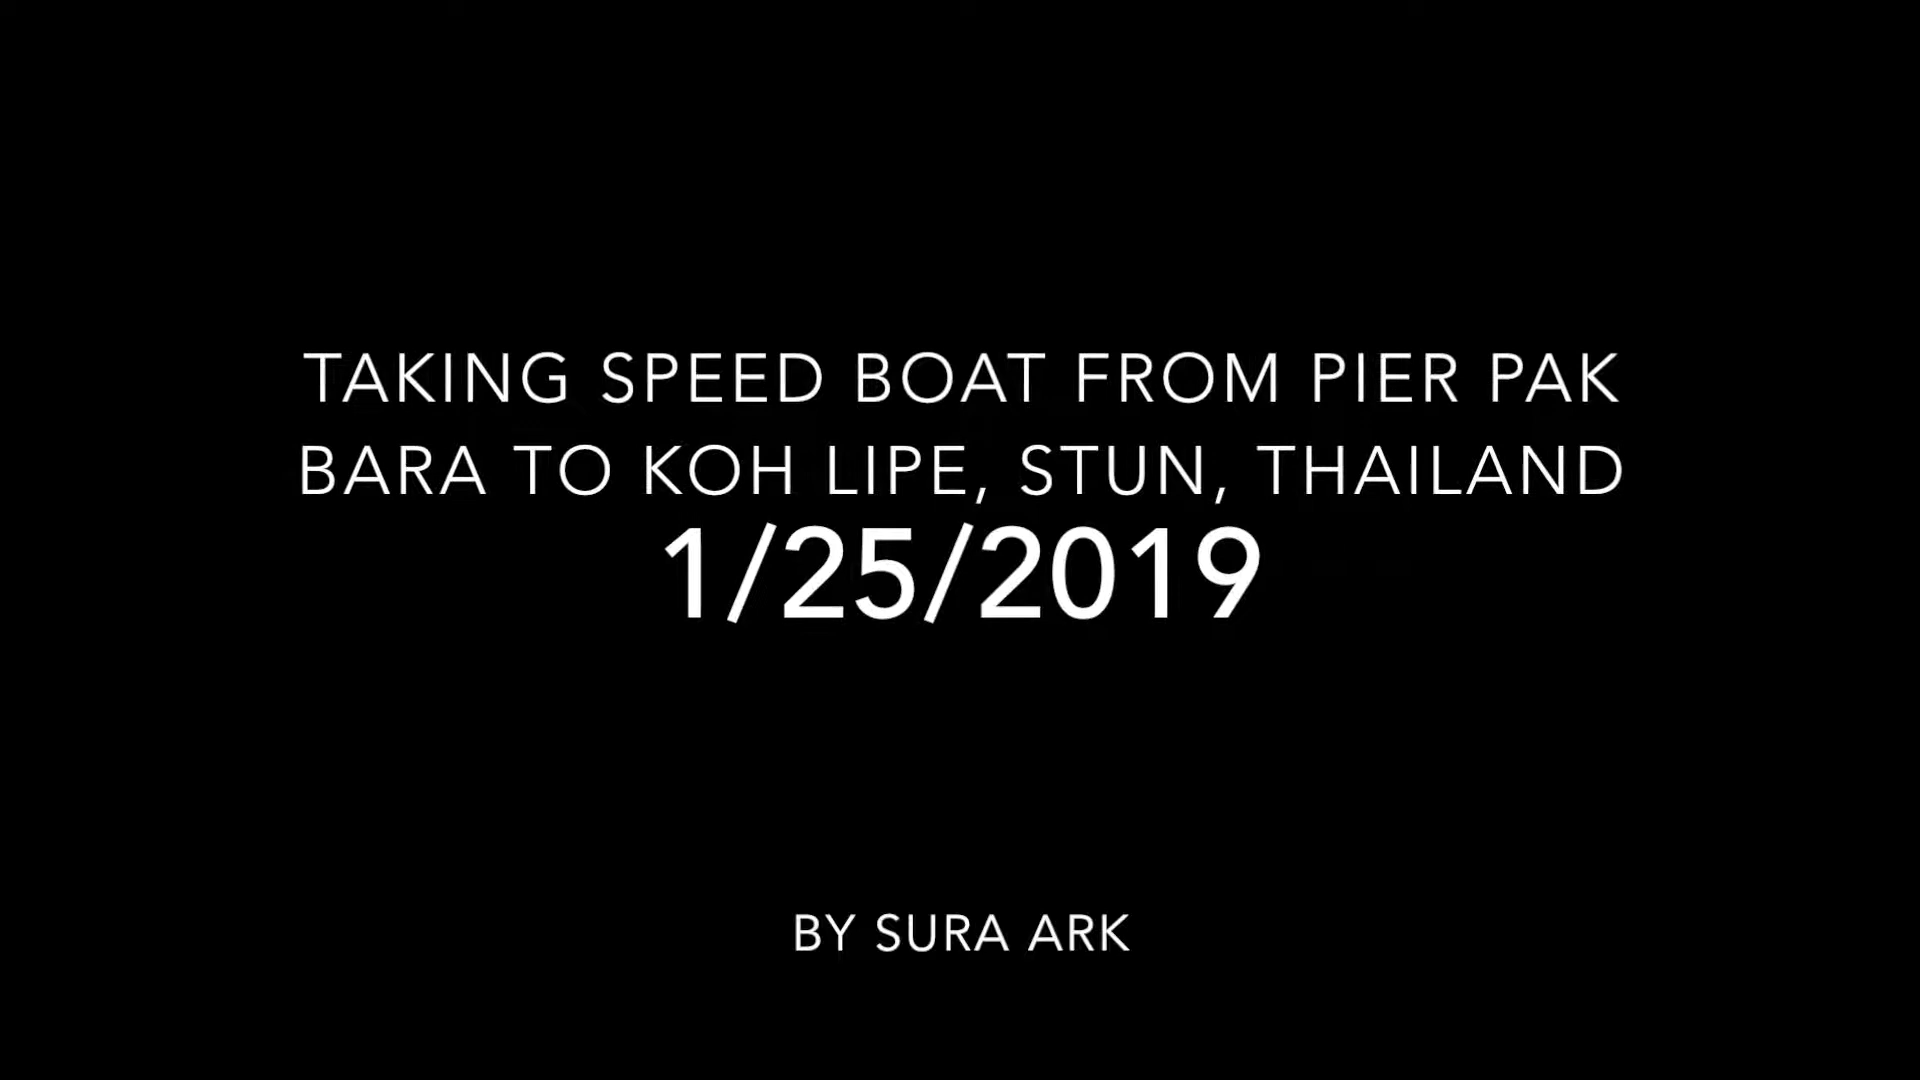 TAKING SPEED BOAT FROM PIER PAK
BARA TO KOH LIPE, STUN, THAILAND
1/25/2019
BY SURA ARK